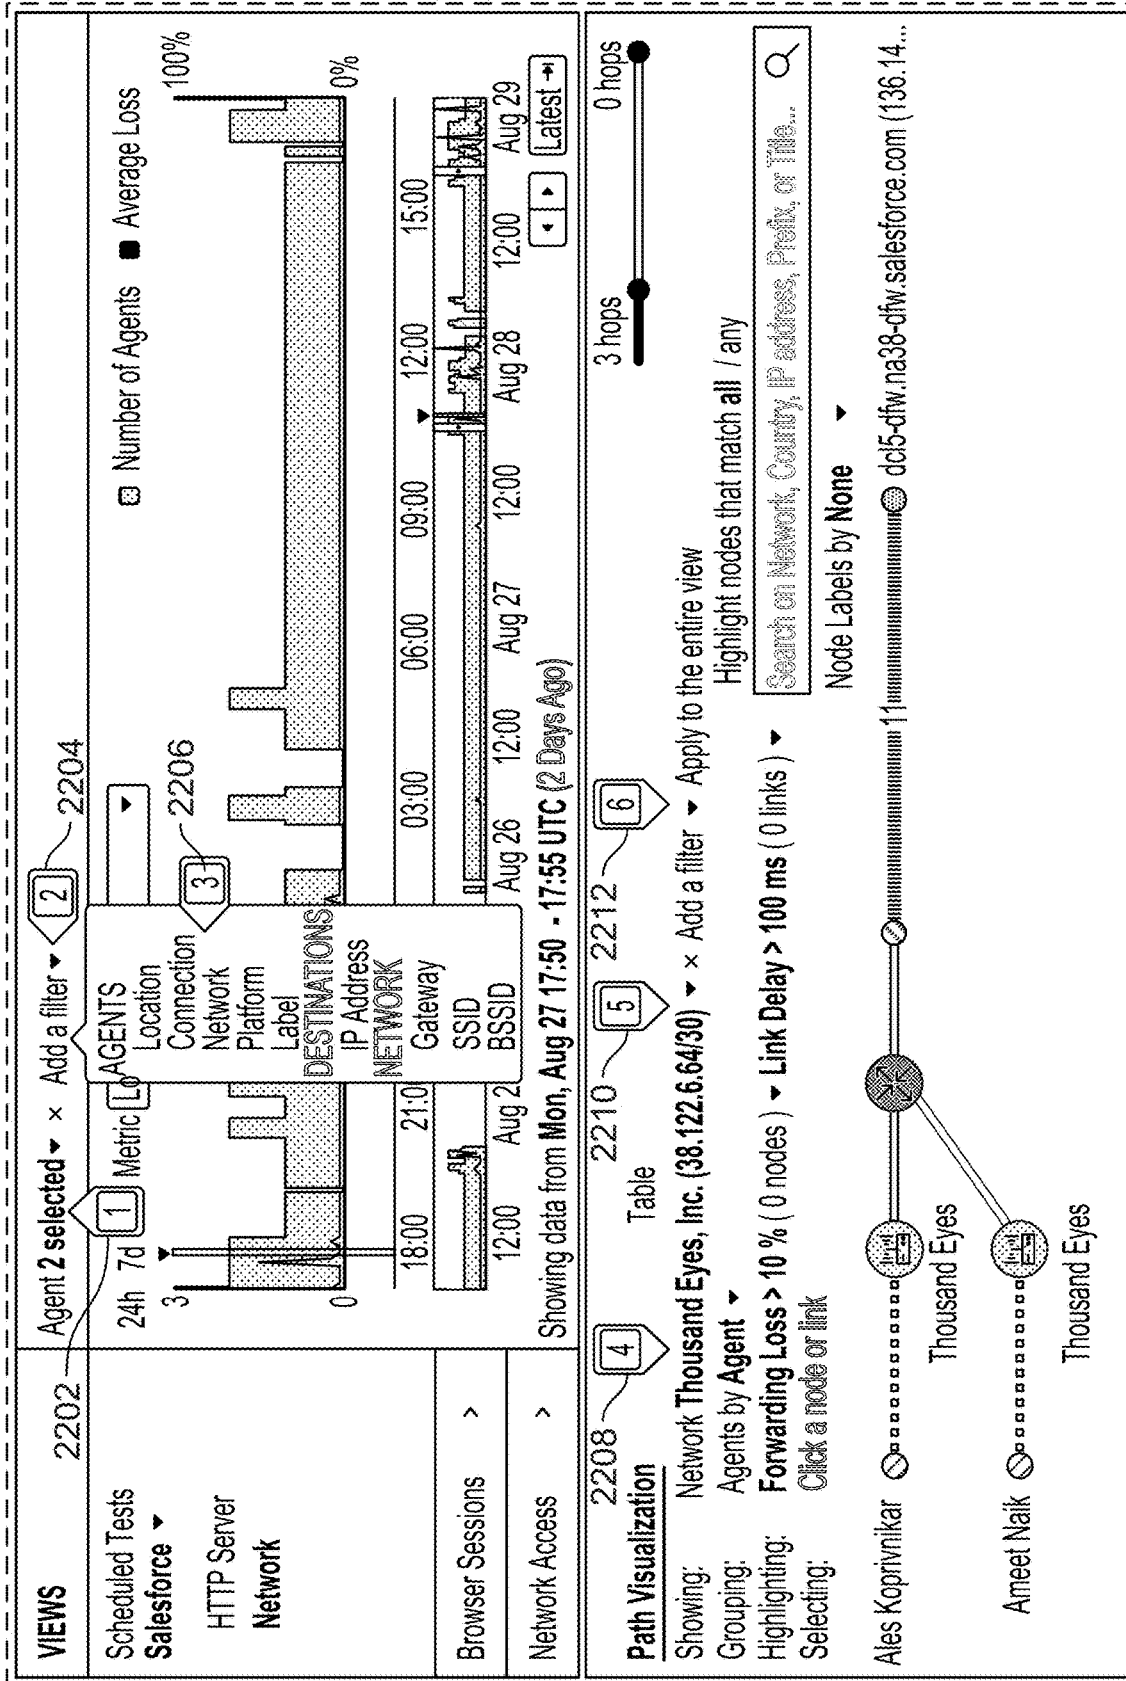 VIEWS
Scheduled Tests
Salesforce ▾
HTTP Server
Network
Browser Sessions >
Network Access >
2202
Agent 2 selected ▾ × Add a filter ▾
1
2
2204
24h 7d Metric Lo
3
2206
AGENTS
Location
Connection
Network
Platform
Label
DESTINATIONS
IP Address
NETWORK
Gateway
SSID
BSSID
Number of Agents Average Loss
3 100%
0 0%
18:00 21:0 03:00 06:00 09:00 12:00 15:00
12:00 Aug 2 Aug 26 12:00 Aug 27 12:00 Aug 28 12:00 Aug 29
Showing data from Mon, Aug 27 17:50 - 17:55 UTC (2 Days Ago)
Latest
2208 4
2210 5
2212 6
Path Visualization Table
Showing: Network Thousand Eyes, Inc. (38.122.6.64/30) ▾ × Add a filter ▾ Apply to the entire view
Grouping: Agents by Agent ▾
Highlighting: Forwarding Loss > 10 % ( 0 nodes ) ▾ Link Delay > 100 ms ( 0 links ) ▾
Selecting: Click a node or link
3 hops 0 hops
Highlight nodes that match all / any
Search on Network, Country, IP address, Prefix, or Title...
Node Labels by None ▾
Ales Koprivnikar
Thousand Eyes
11
dcl5-dfw.na38-dfw.salesforce.com (136.14...
Ameet Naik
Thousand Eyes